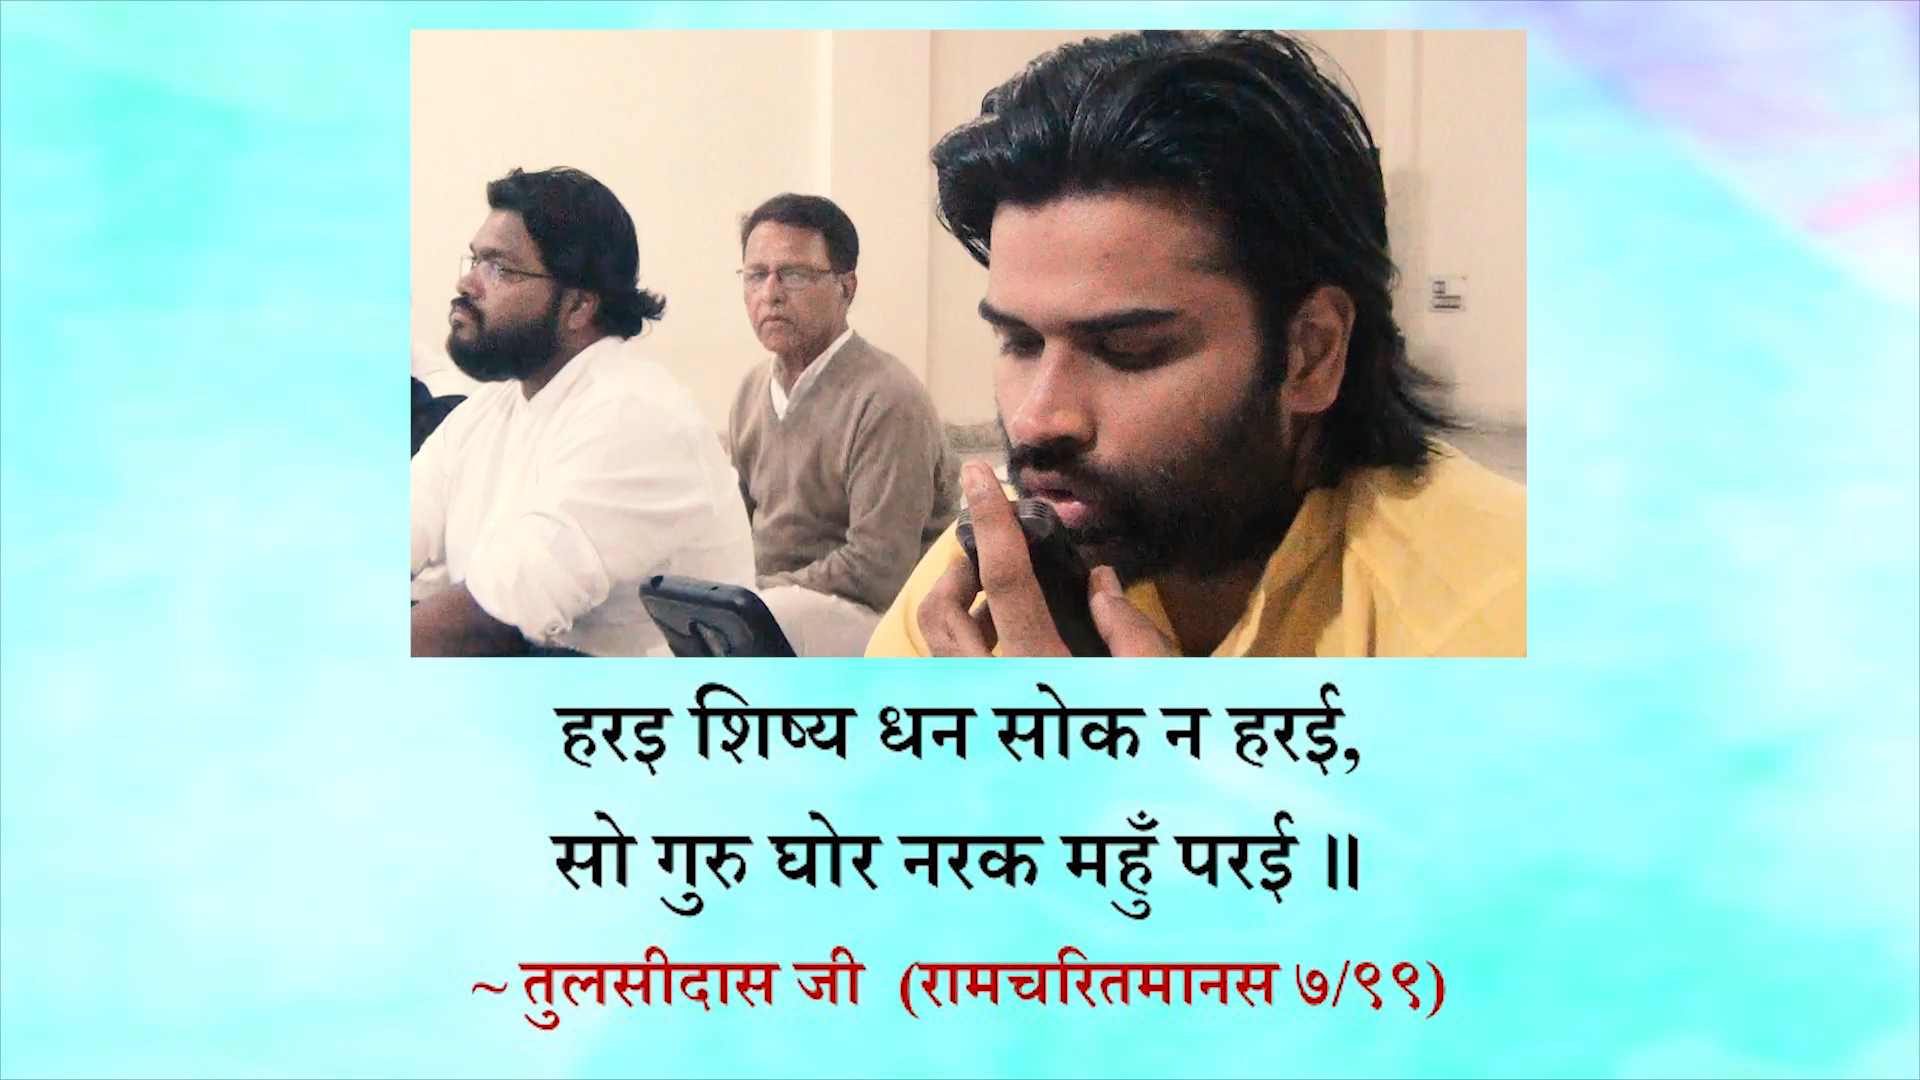 हरइ शिष्य धन सोक न हरई,
सो गुरु घोर नरक महुँ परई ॥
~ तुलसीदास जी (रामचरितमानस ७/९९)